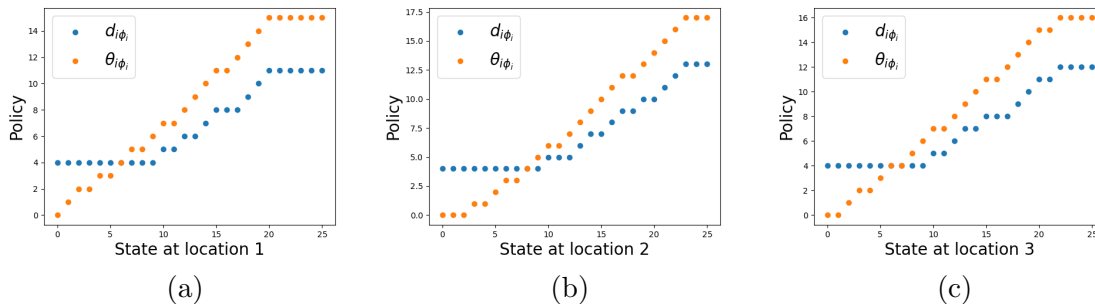 Policy
14
12
10
8
6
4
2
0
d_{iϕ_i}
θ_{iϕ_i}
0 5 10 15 20 25
State at location 1
(a)
Policy
17.5
15.0
12.5
10.0
7.5
5.0
2.5
0.0
d_{iϕ_i}
θ_{iϕ_i}
0 5 10 15 20 25
State at location 2
(b)
Policy
16
14
12
10
8
6
4
2
0
d_{iϕ_i}
θ_{iϕ_i}
0 5 10 15 20 25
State at location 3
(c)